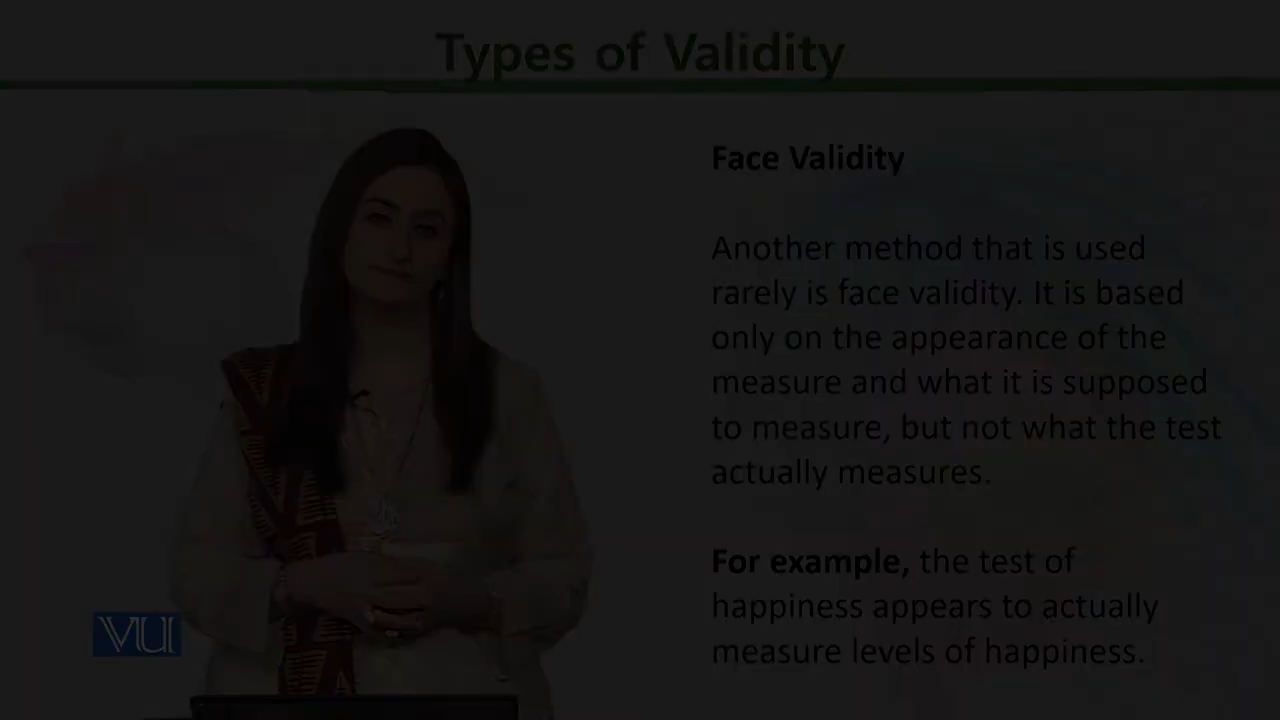 Types of Validity
Face Validity
Another method that is used
rarely is face validity. It is based
only on the appearance of the
measure and what it is supposed
to measure, but not what the test
actually measures.
For example, the test of
happiness appears to actually
measure levels of happiness.
VU